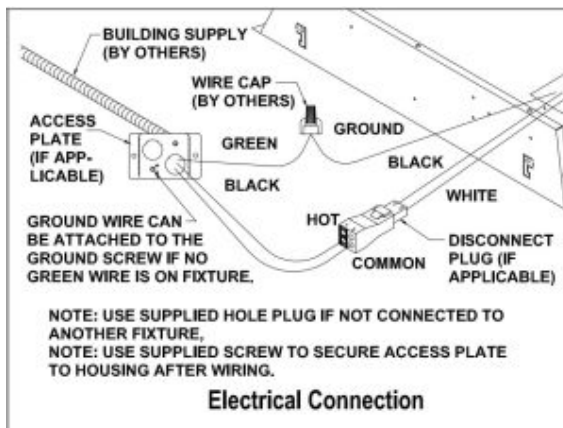 BUILDING SUPPLY
(BY OTHERS)
WIRE CAP
(BY OTHERS)
ACCESS
PLATE
(IF APP-
LICABLE)
GREEN
GROUND
BLACK
BLACK
WHITE
HOT
COMMON
GROUND WIRE CAN
BE ATTACHED TO THE
GROUND SCREW IF NO
GREEN WIRE IS ON FIXTURE.
DISCONNECT
PLUG (IF
APPLICABLE)
NOTE: USE SUPPLIED HOLE PLUG IF NOT CONNECTED TO
ANOTHER FIXTURE,
NOTE: USE SUPPLIED SCREW TO SECURE ACCESS PLATE
TO HOUSING AFTER WIRING.
Electrical Connection